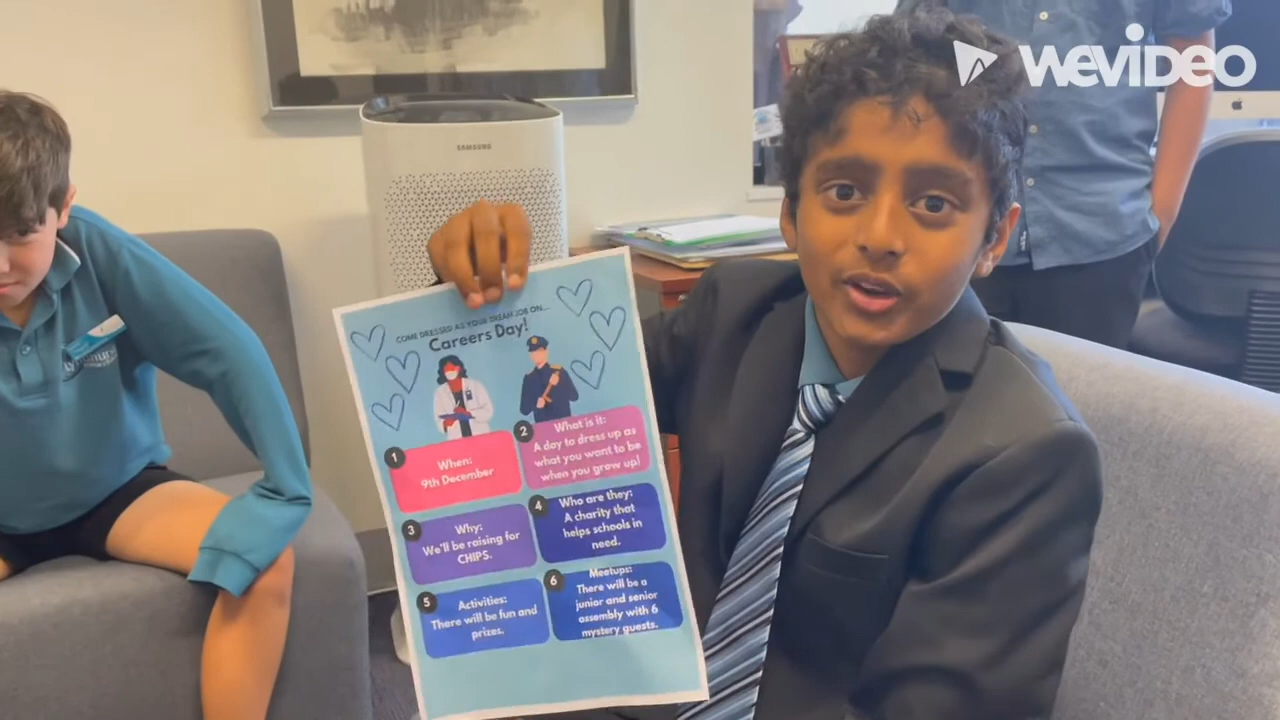 WEVIDEO
SAMSUNG
COME DRESSED AS YOUR DREAM JOB ON...
Careers Day!
1
When:
9th December
2
What is it:
A day to dress up as
what you want to be
when you grow up!
3
Why:
We'll be raising for
CHIPS.
4
Who are they:
A charity that
helps schools in
need.
5
Activities:
There will be fun and
prizes.
6
Meetups:
There will be a
junior and senior
assembly with 6
mystery guests.